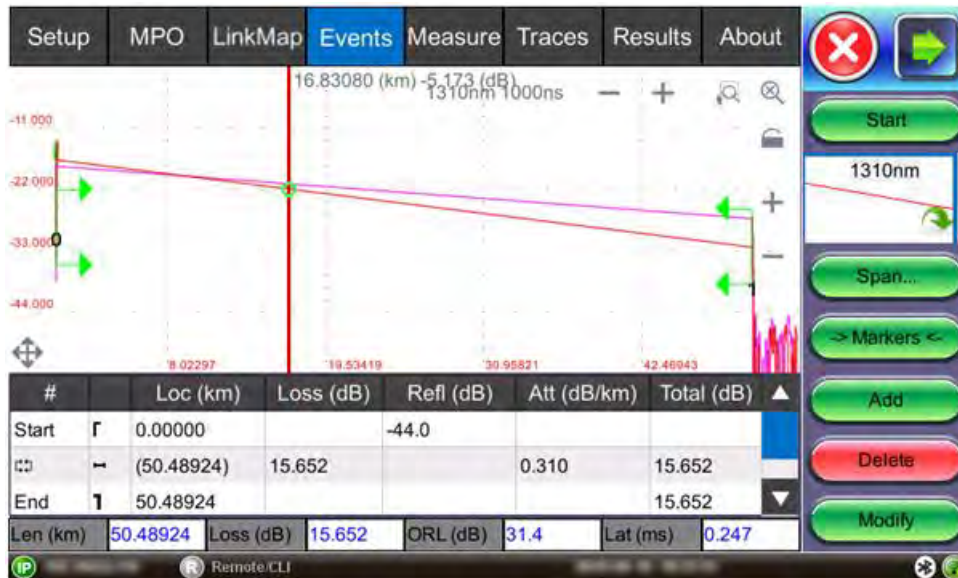 Setup MPO LinkMap Events Measure Traces Results About
16.83080 (km) -5.173 (dB)
1310nm 1000ns
-11.000
-22.000
-33.000
-44.000
8.02297 19.53419 30.95821 42.46943
# Loc (km) Loss (dB) Refl (dB) Att (dB/km) Total (dB)
Start 0.00000 -44.0
(50.48924) 15.652 0.310 15.652
End 50.48924 15.652
Len (km) 50.48924 Loss (dB) 15.652 ORL (dB) 31.4 Lat (ms) 0.247
IP R Remote/CLI
Start
1310nm
Span...
-> Markers <-
Add
Delete
Modify